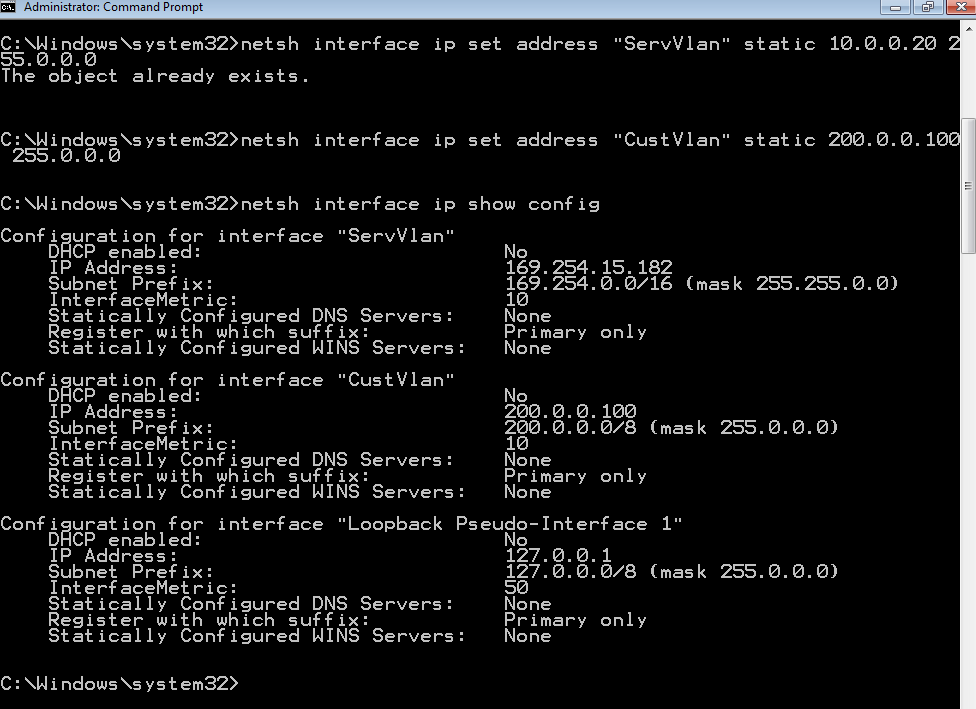 Administrator: Command Prompt
C:\Windows\system32>netsh interface ip set address "ServVlan" static 10.0.0.20 2
55.0.0.0
The object already exists.
C:\Windows\system32>netsh interface ip set address "CustVlan" static 200.0.0.100
 255.0.0.0
C:\Windows\system32>netsh interface ip show config
Configuration for interface "ServVlan"
    DHCP enabled:                         No
    IP Address:                           169.254.15.182
    Subnet Prefix:                        169.254.0.0/16 (mask 255.255.0.0)
    InterfaceMetric:                      10
    Statically Configured DNS Servers:    None
    Register with which suffix:           Primary only
    Statically Configured WINS Servers:   None
Configuration for interface "CustVlan"
    DHCP enabled:                         No
    IP Address:                           200.0.0.100
    Subnet Prefix:                        200.0.0.0/8 (mask 255.0.0.0)
    InterfaceMetric:                      10
    Statically Configured DNS Servers:    None
    Register with which suffix:           Primary only
    Statically Configured WINS Servers:   None
Configuration for interface "Loopback Pseudo-Interface 1"
    DHCP enabled:                         No
    IP Address:                           127.0.0.1
    Subnet Prefix:                        127.0.0.0/8 (mask 255.0.0.0)
    InterfaceMetric:                      50
    Statically Configured DNS Servers:    None
    Register with which suffix:           Primary only
    Statically Configured WINS Servers:   None
C:\Windows\system32>